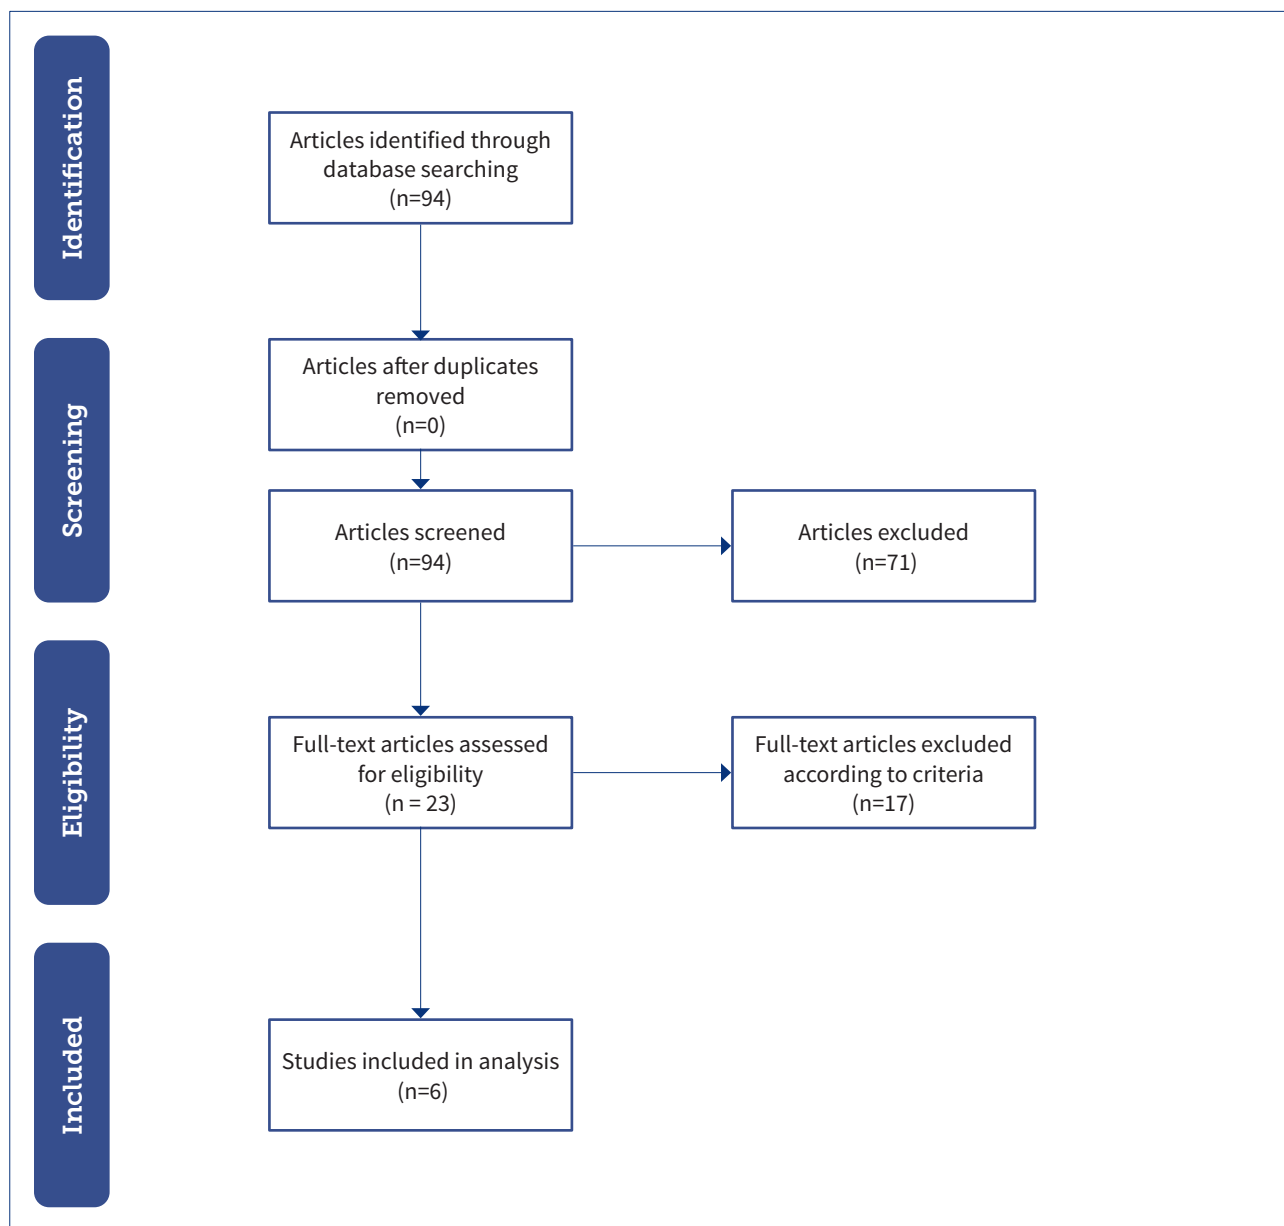 Identification
Articles identified through
database searching
(n=94)
Screening
Articles after duplicates
removed
(n=0)
Articles screened
(n=94)
Articles excluded
(n=71)
Eligibility
Full-text articles assessed
for eligibility
(n = 23)
Full-text articles excluded
according to criteria
(n=17)
Included
Studies included in analysis
(n=6)